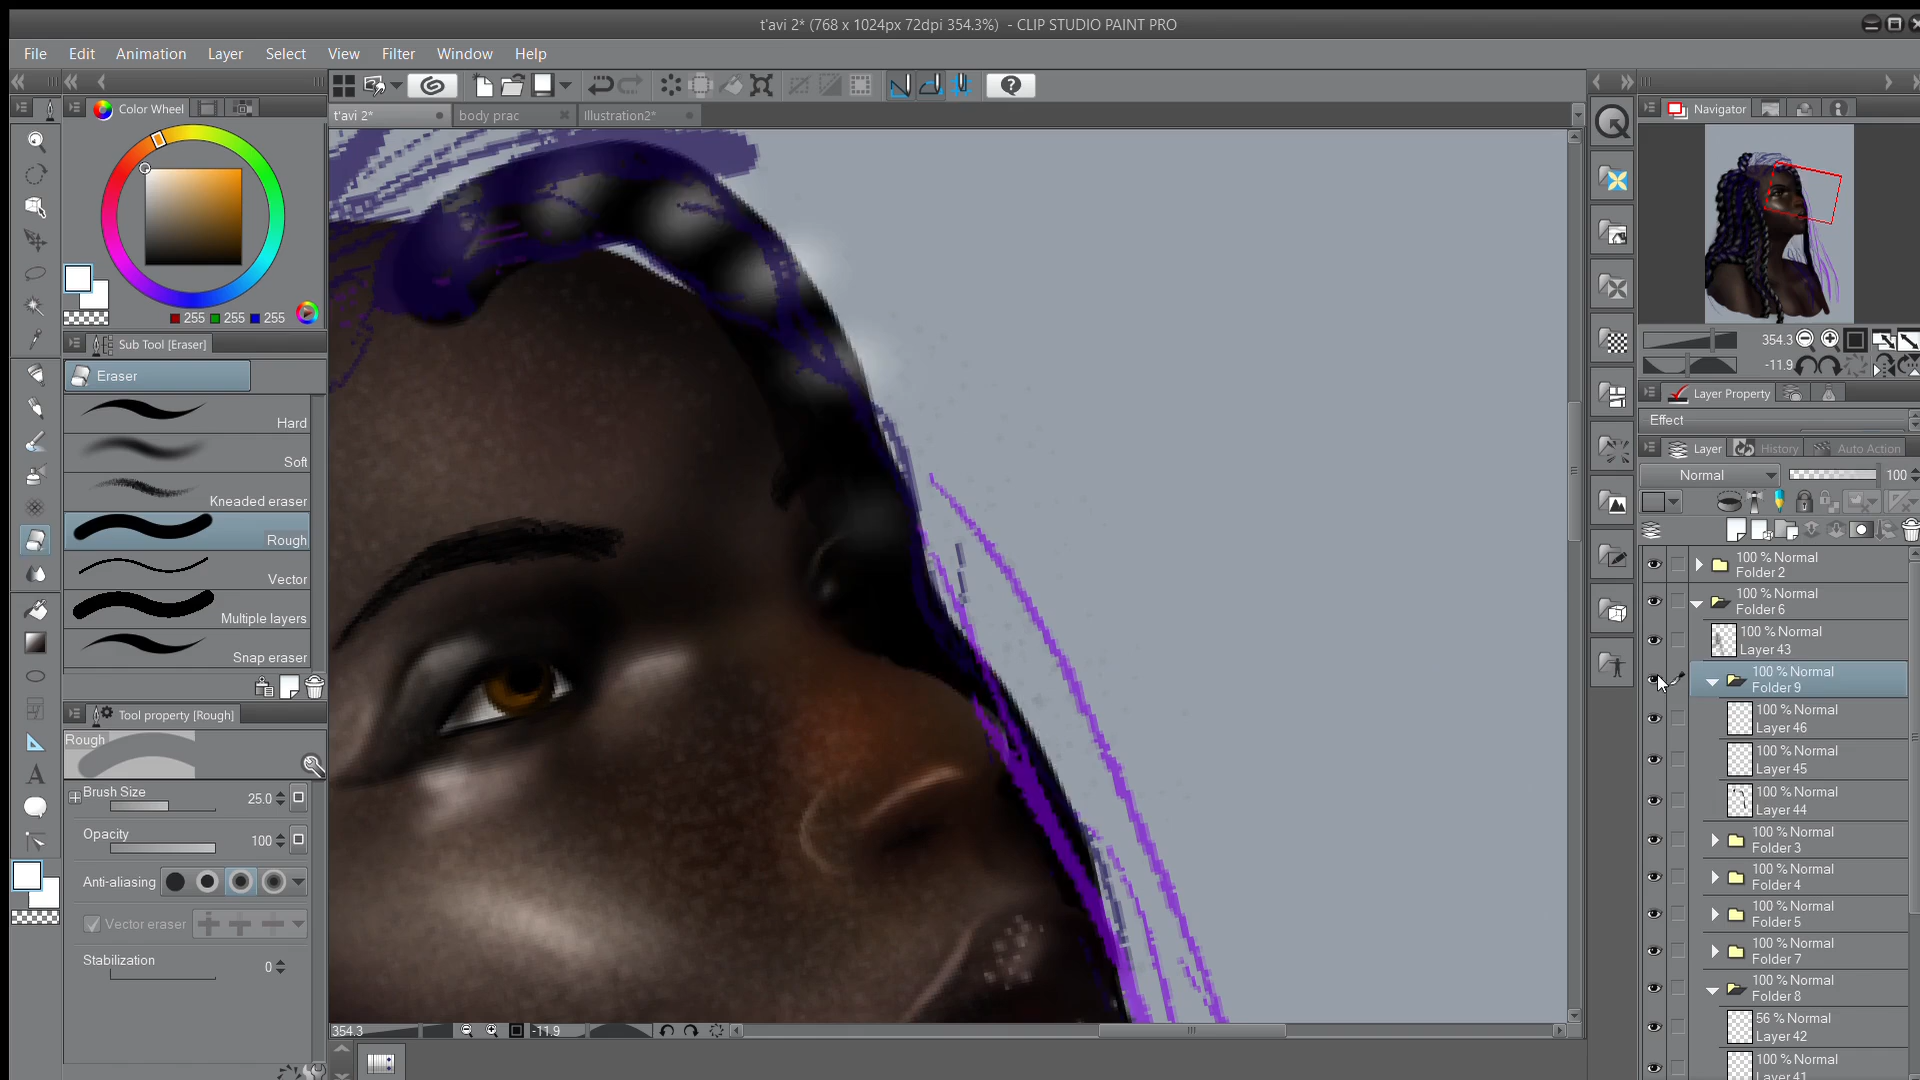 t'avi 2* (768 x 1024px 72dpi 354.3%)  - CLIP STUDIO PAINT PRO
File Edit Animation Layer Select View Filter Window Help
Color Wheel
t'avi 2* body prac Illustration2*
Navigator
255 255 255
Sub Tool [Eraser]
Eraser
Hard
Soft
Kneaded eraser
Rough
Vector
Multiple layers
Snap eraser
Tool property [Rough]
Rough
Brush Size 25.0
Opacity 100
Anti-aliasing
Vector eraser
Stabilization 0
354.3 -11.9
354.3
-11.9
Layer Property
Effect
Layer History Auto Action
Normal 100
100 % Normal
Folder 2
100 % Normal
Folder 6
100 % Normal
Layer 43
100 % Normal
Folder 9
100 % Normal
Layer 46
100 % Normal
Layer 45
100 % Normal
Layer 44
100 % Normal
Folder 3
100 % Normal
Folder 4
100 % Normal
Folder 5
100 % Normal
Folder 7
100 % Normal
Folder 8
56 % Normal
Layer 42
100 % Normal
Layer 41